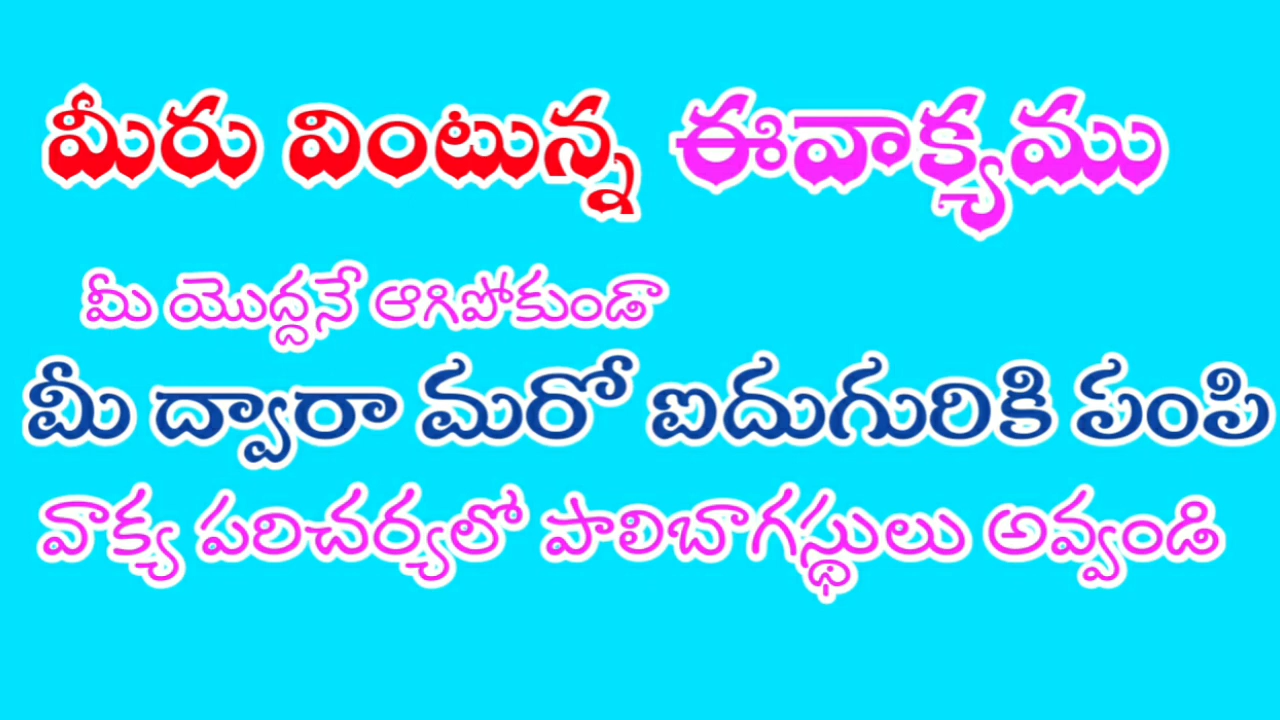 మీరు వింటున్న ఈవాక్యము
మీ యొద్దనే ఆగిపోకుండా
మీ ద్వారా మరో ఐదుగురికి పంపి
వాక్య పరిచర్యలో పాలిబాగస్థులు అవ్వండి